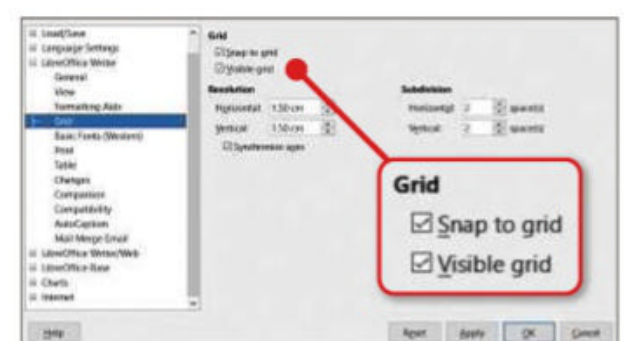 Load/Save
Language Settings
LibreOffice Writer
General
View
Formatting Aids
Grid
Basic Fonts (Western)
Print
Table
Changes
Comparison
Compatibility
AutoCaption
Mail Merge Email
LibreOffice Writer/Web
LibreOffice Base
Charts
Internet
Grid
Snap to grid
Visible grid
Resolution
Horizontal: 1.50 cm
Vertical: 1.50 cm
Synchronize axes
Subdivision
Horizontal 2 space(s)
Vertical: 2 space(s)
Grid
Snap to grid
Visible grid
Help
Reset Apply OK Cancel